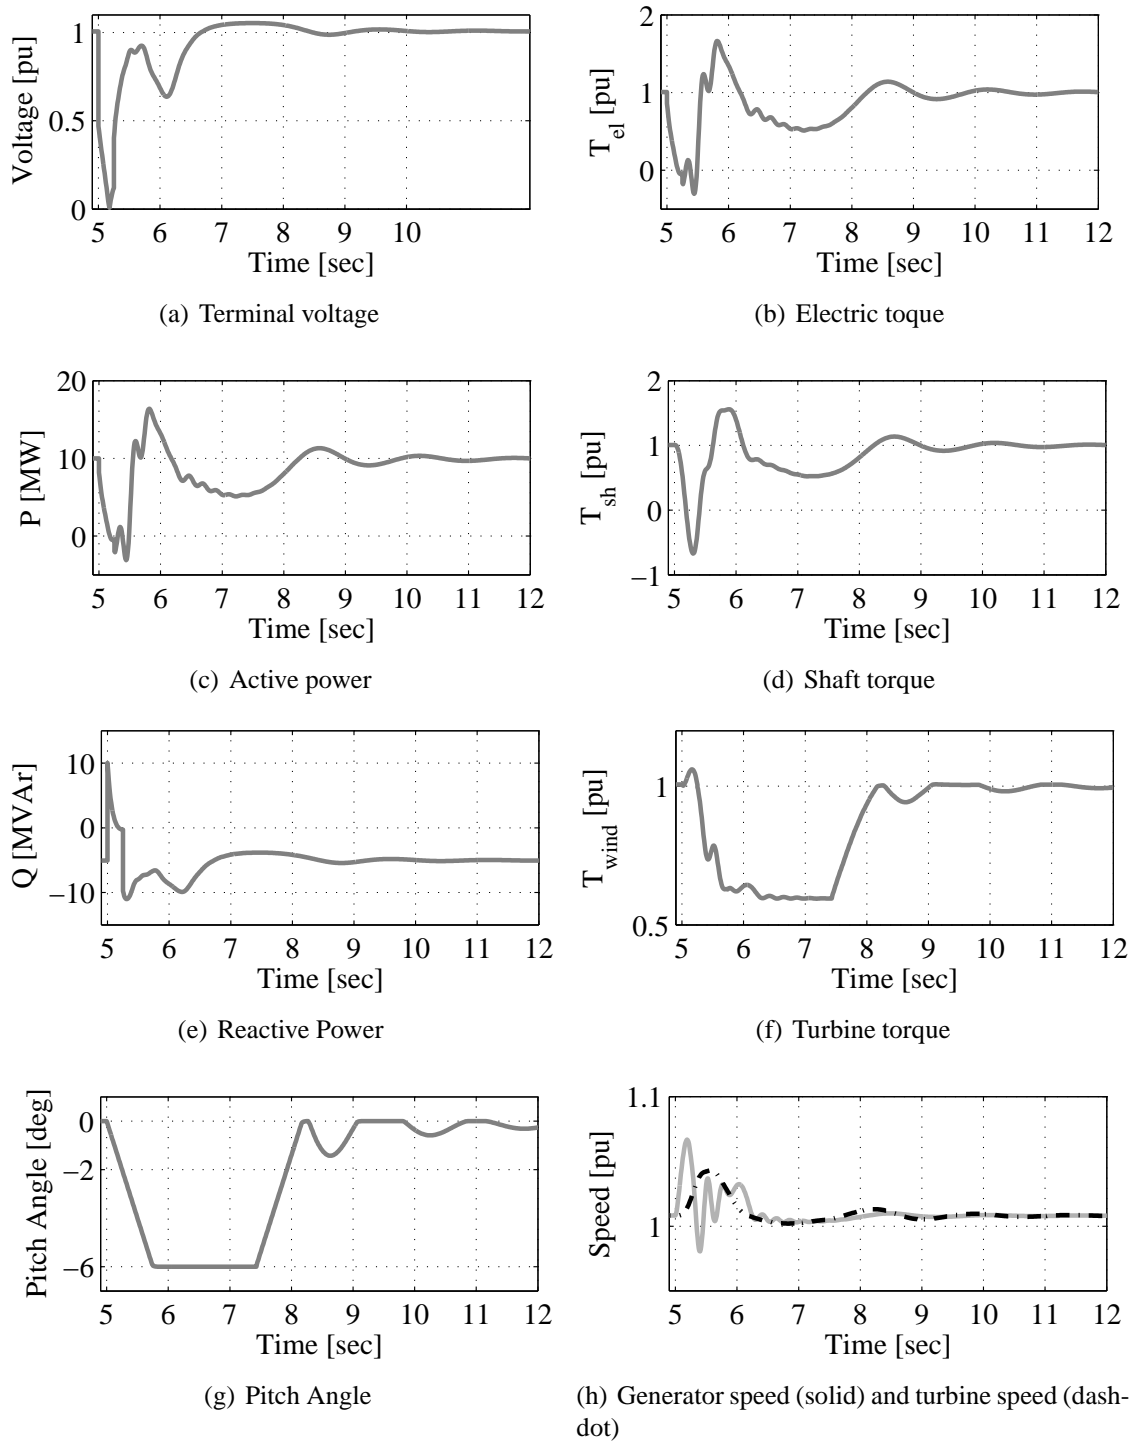 1
0.5
0
Voltage [pu]
5 6 7 8 9 10
Time [sec]
(a) Terminal voltage
2
1
0
T_el [pu]
5 6 7 8 9 10 11 12
Time [sec]
(b) Electric toque
20
10
0
P [MW]
5 6 7 8 9 10 11 12
Time [sec]
(c) Active power
2
1
0
−1
T_sh [pu]
5 6 7 8 9 10 11 12
Time [sec]
(d) Shaft torque
10
0
−10
Q [MVAr]
5 6 7 8 9 10 11 12
Time [sec]
(e) Reactive Power
1
0.5
T_wind [pu]
5 6 7 8 9 10 11 12
Time [sec]
(f) Turbine torque
0
−2
−6
Pitch Angle [deg]
5 6 7 8 9 10 11 12
Time [sec]
(g) Pitch Angle
1.1
1
Speed [pu]
5 6 7 8 9 10 11 12
Time [sec]
(h) Generator speed (solid) and turbine speed (dash-
dot)